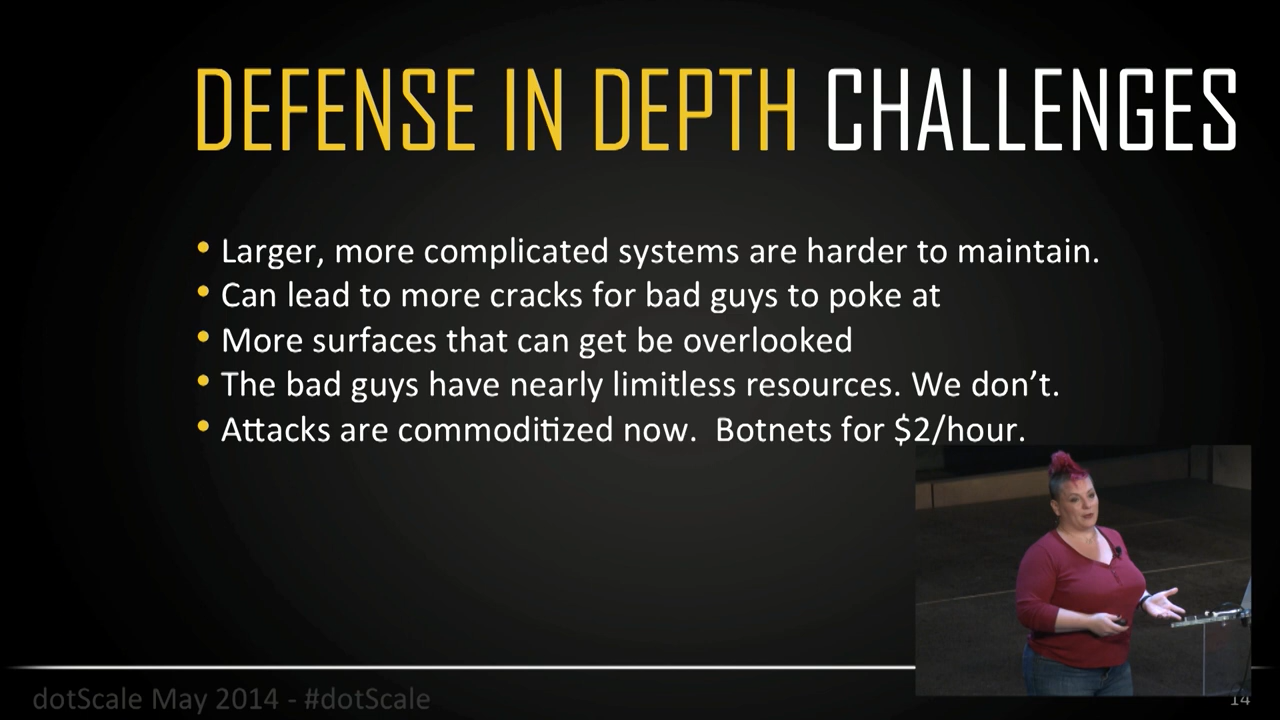 DEFENSE IN DEPTH CHALLENGES
• Larger, more complicated systems are harder to maintain.
• Can lead to more cracks for bad guys to poke at
• More surfaces that can get be overlooked
• The bad guys have nearly limitless resources. We don’t.
• Attacks are commoditized now.  Botnets for $2/hour.
dotScale May 2014 - #dotScale
14